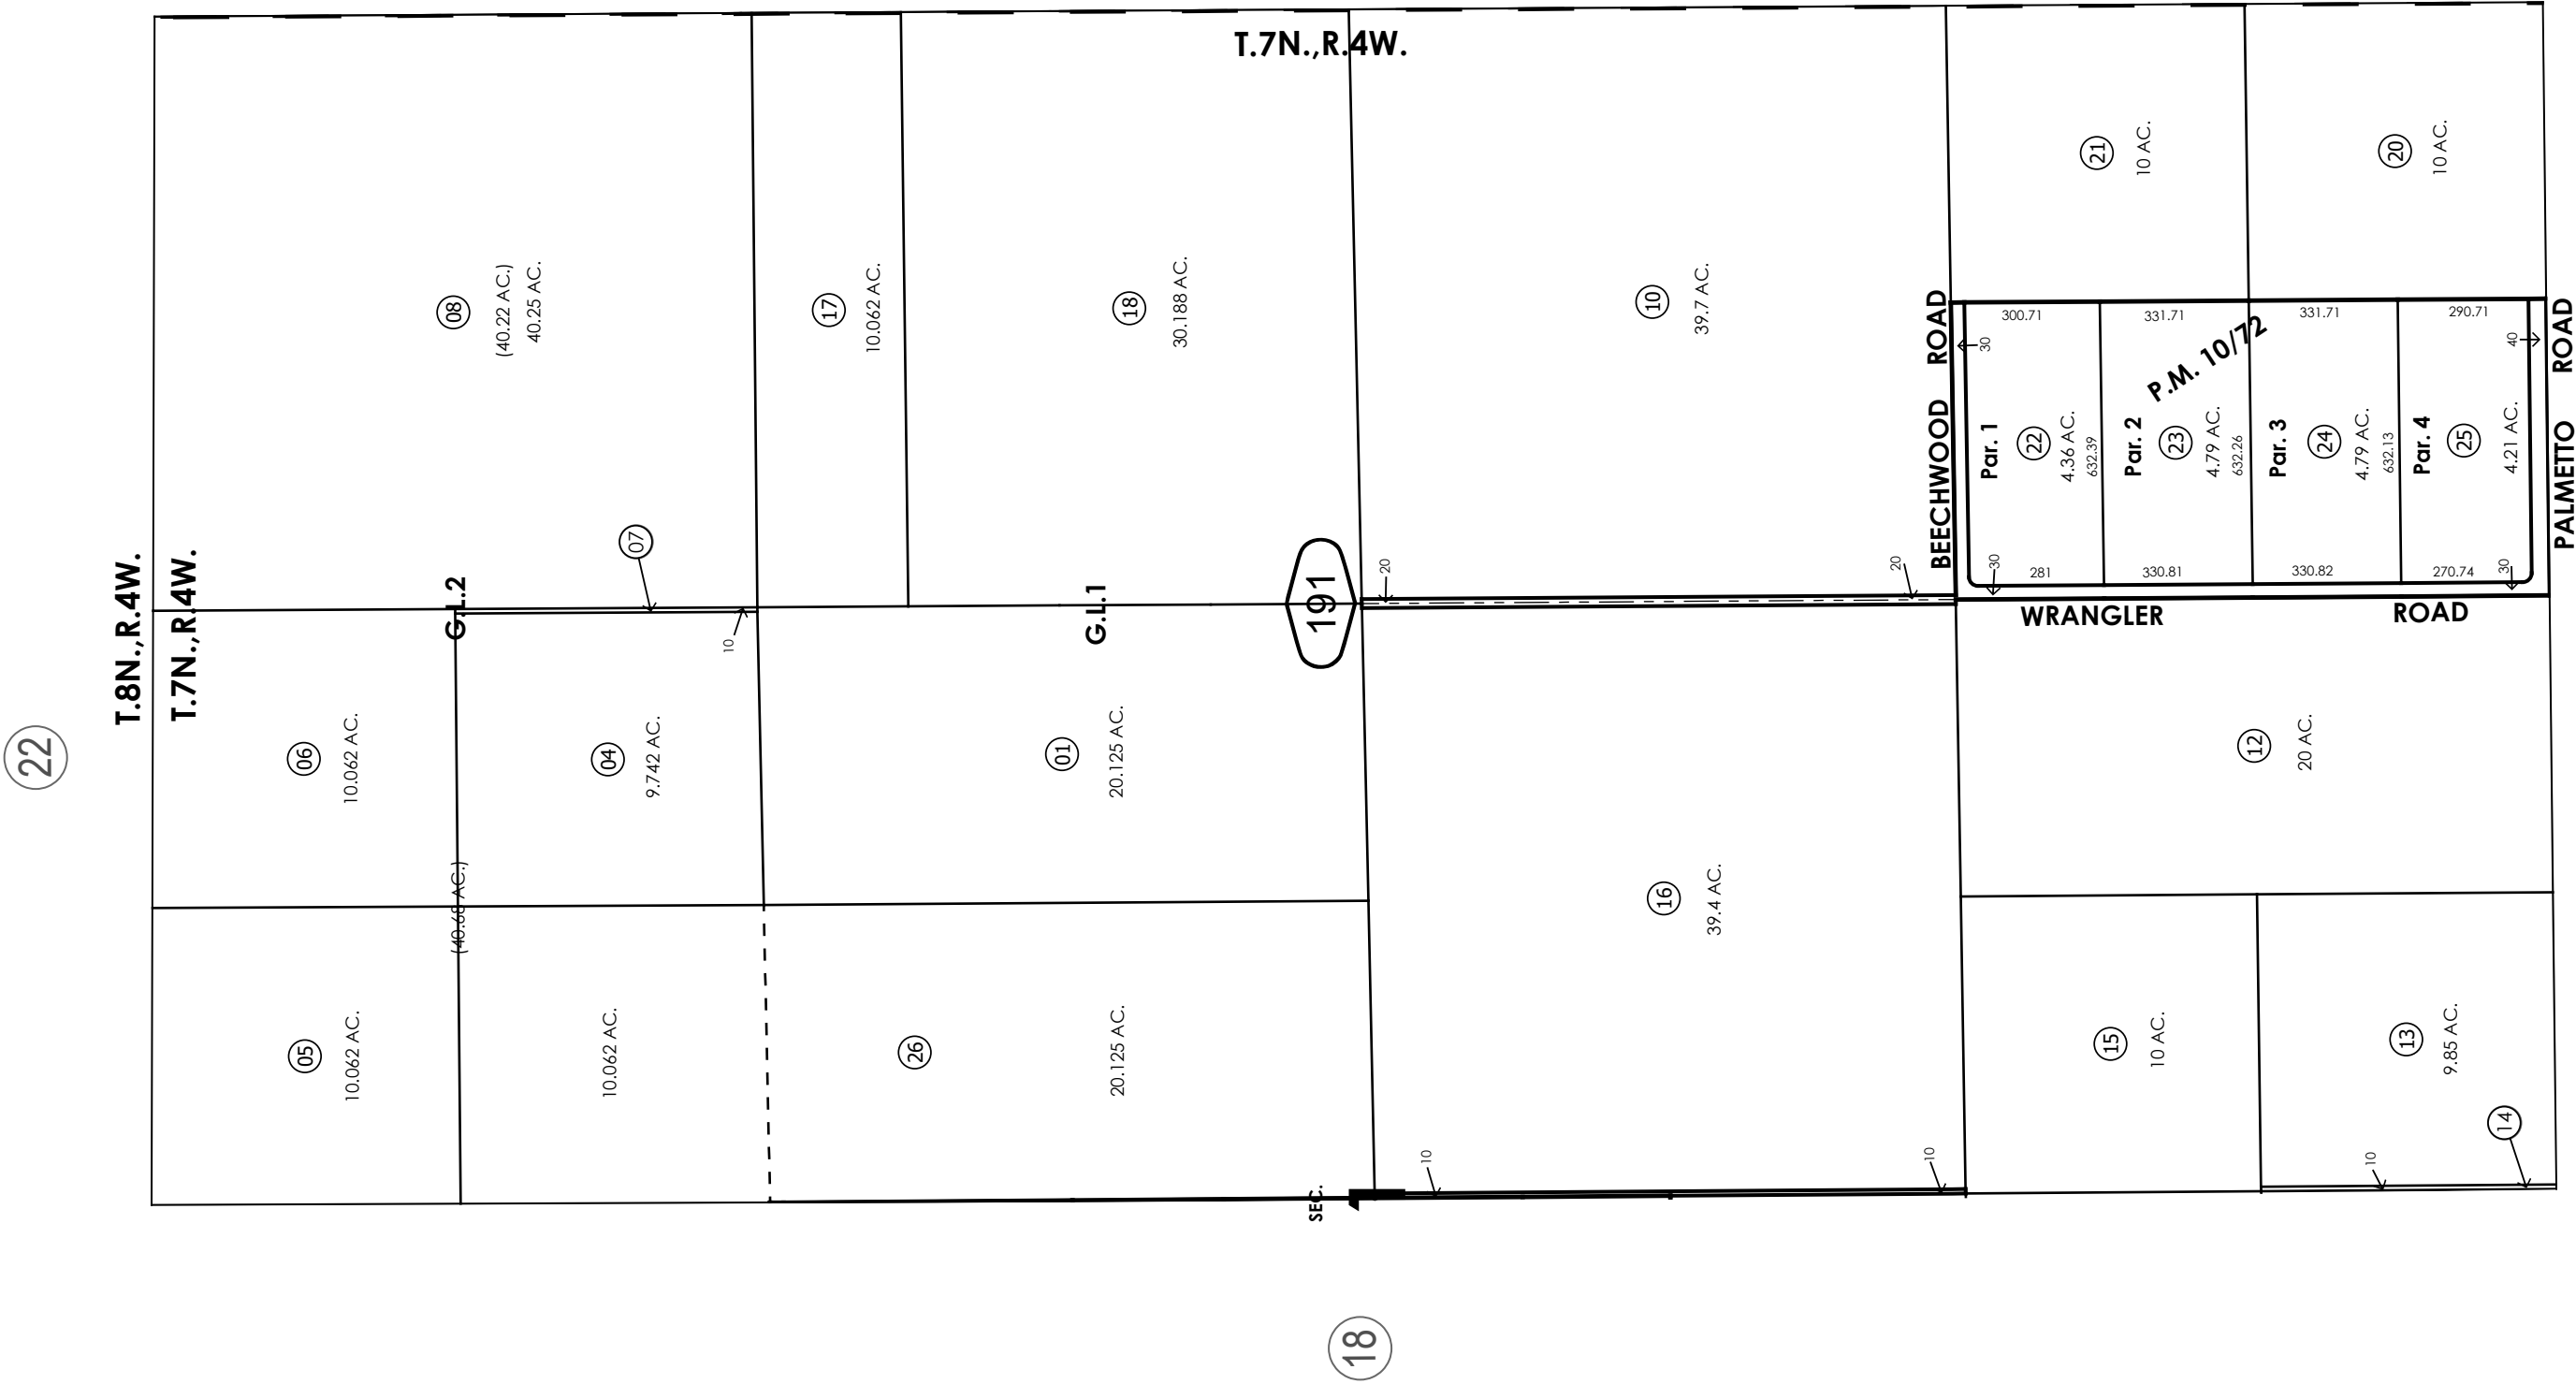 22
T.8N.,R.4W.
T.7N.,R.4W.
T.7N.,R.4W.
08
(40.22 AC.)
40.25 AC.
17
10.062 AC.
18
30.188 AC.
10
39.7 AC.
21
10 AC.
20
10 AC.
07
10
G.L.2
G.L.1
191
20
20
BEECHWOOD ROAD
30
300.71
331.71
331.71
290.71
40
P.M. 10/72
Par. 1
22
4.36 AC.
632.39
Par. 2
23
4.79 AC.
632.26
Par. 3
24
4.79 AC.
632.13
Par. 4
25
4.21 AC.
30
281
330.81
330.82
270.74
30
PALMETTO ROAD
WRANGLER ROAD
06
10.062 AC.
04
9.742 AC.
01
20.125 AC.
12
20 AC.
(40.68 AC.)
05
10.062 AC.
10.062 AC.
26
20.125 AC.
16
39.4 AC.
15
10 AC.
13
9.85 AC.
14
10
10
10
SEC.
18